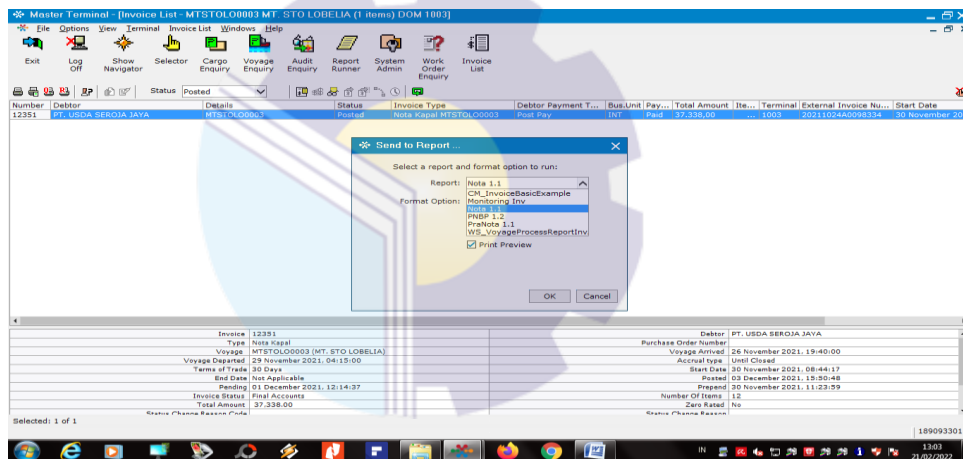 Master Terminal - [Invoice List - MTSTOLO0003 MT. STO LOBELIA (1 items) DOM 1003]
File Options View Terminal Invoice List Windows Help
Exit Log Off Show Navigator Selector Cargo Enquiry Voyage Enquiry Audit Enquiry Report Runner System Admin Work Order Enquiry Invoice List
Status Posted
Number Debtor Details Status Invoice Type Debtor Payment T... Bus.Unit Pay... Total Amount Ite... Terminal External Invoice Nu... Start Date
12351 PT. USDA SEROJA JAYA MTSTOLO0003 Posted Nota Kapal MTSTOLO0003 Post Pay INT Paid 37.338,00 ... 1003 20211024A0098334 30 November 20
Send to Report ...
Select a report and format option to run:
Report: Nota 1.1
CM_InvoiceBasicExample
Format Option: Monitoring Inv
Nota 1.1
PNBP 1.2
PraNota 1.1
WS_VoyageProcessReportInv
Print Preview
OK Cancel
Invoice 12351 Debtor PT. USDA SEROJA JAYA
Type Nota Kapal Purchase Order Number
Voyage MTSTOLO0003 (MT. STO LOBELIA) Voyage Arrived 26 November 2021, 19:40:00
Voyage Departed 29 November 2021, 04:15:00 Accrual type Until Closed
Terms of Trade 30 Days Start Date 30 November 2021, 08:44:17
End Date Not Applicable Posted 03 December 2021, 15:50:48
Pending 01 December 2021, 12:14:37 Prepend 30 November 2021, 11:23:59
Invoice Status Final Accounts Number Of Items 12
Total Amount 37.338.00 Zero Rated No
Status Change Reason Code Status Change Reason
Selected: 1 of 1
189093301
IN 13:03
21/02/2022